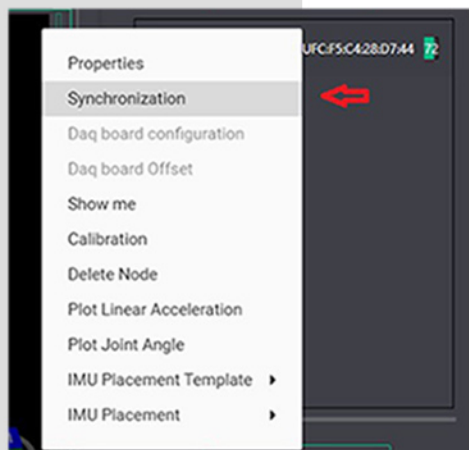 UFC:F5:C4:28:D7:44 72
Properties
Synchronization
Daq board configuration
Daq board Offset
Show me
Calibration
Delete Node
Plot Linear Acceleration
Plot Joint Angle
IMU Placement Template
IMU Placement